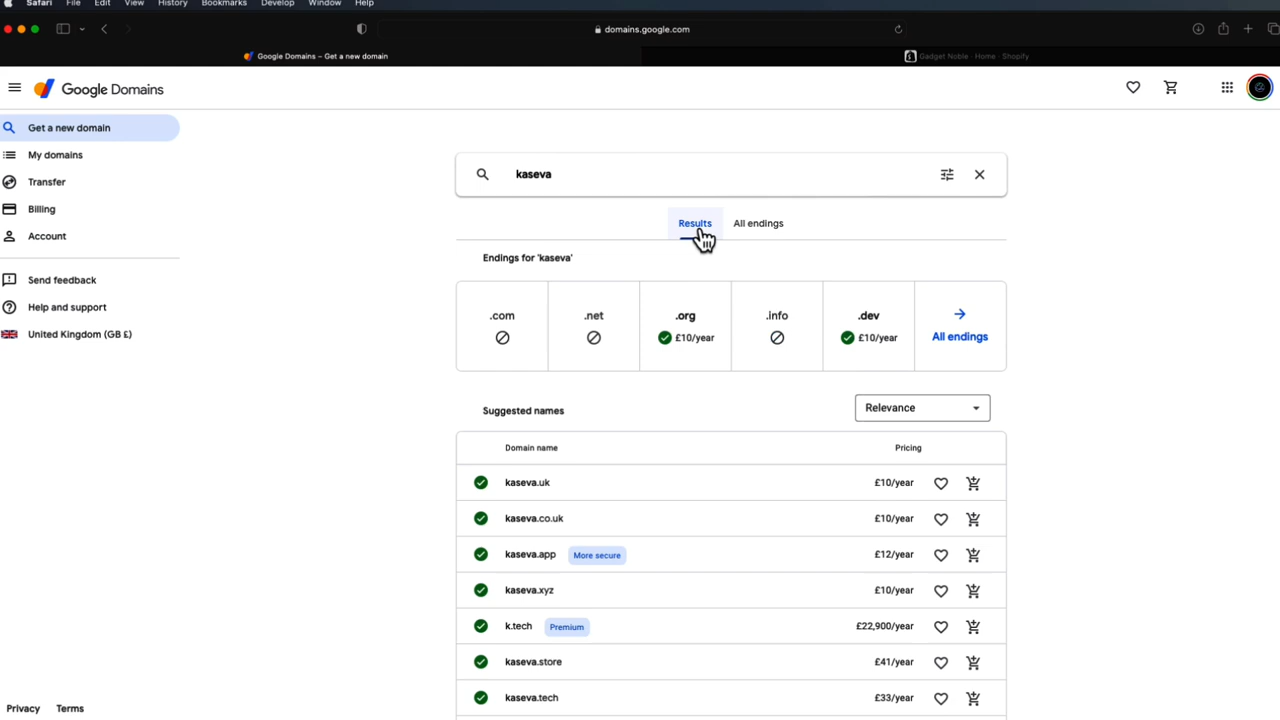 Safari File Edit View History Bookmarks Develop Window Help
domains.google.com
Google Domains – Get a new domain
Gadget Noble · Home · Shopify
Google Domains
Get a new domain
My domains
Transfer
Billing
Account
Send feedback
Help and support
United Kingdom (GB £)
kaseva
Results All endings
Endings for 'kaseva'
.com .net .org .info .dev
£10/year £10/year All endings
Suggested names Relevance
Domain name Pricing
kaseva.uk £10/year
kaseva.co.uk £10/year
kaseva.app More secure £12/year
kaseva.xyz £10/year
k.tech Premium £22,900/year
kaseva.store £41/year
kaseva.tech £33/year
Privacy Terms